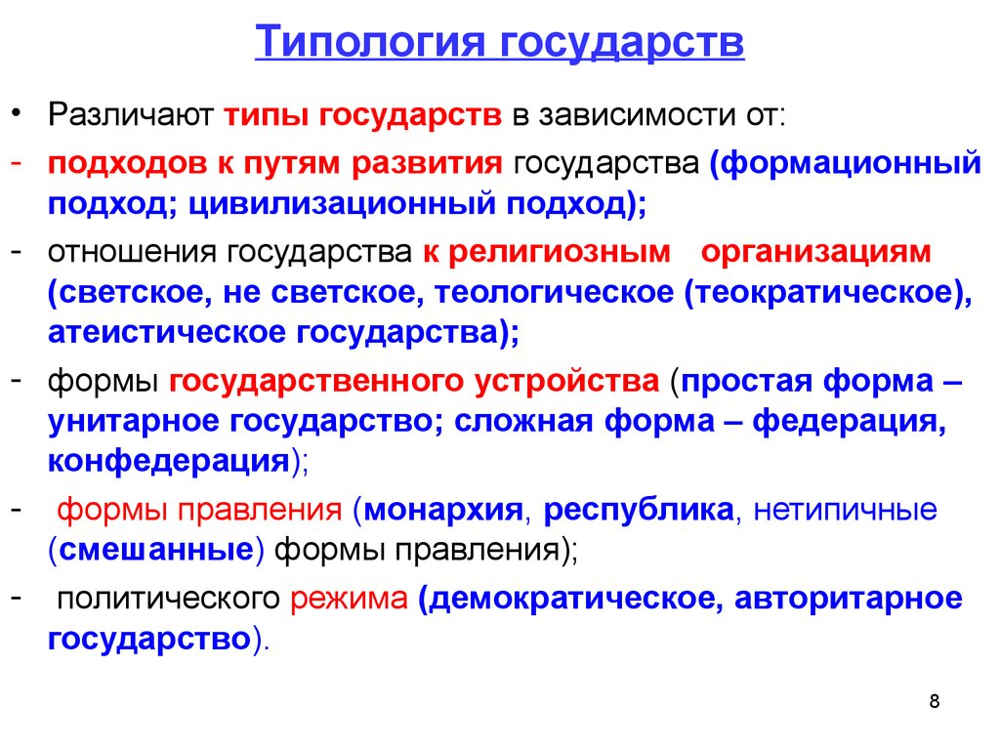 Типология государств
• Различают типы государств в зависимости от:
- подходов к путям развития государства (формационный
подход; цивилизационный подход);
- отношения государства к религиозным организациям
(светское, не светское, теологическое (теократическое),
атеистическое государства);
- формы государственного устройства (простая форма –
унитарное государство; сложная форма – федерация,
конфедерация);
- формы правления (монархия, республика, нетипичные
(смешанные) формы правления);
- политического режима (демократическое, авторитарное
государство).
8